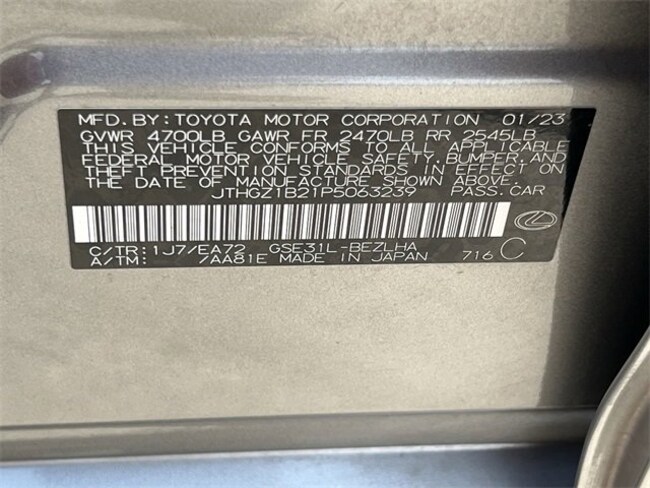 MFD.BY:TOYOTA MOTOR CORPORATION 01/23
GVWR 4700LB GAWR FR 2470LB RR 2545LB
THIS VEHICLE CONFORMS TO ALL APPLICABLE
FEDERAL MOTOR VEHICLE SAFETY,BUMPER,AND
THEFT PREVENTION STANDARDS IN EFFECT ON
THE DATE OF MANUFACTURE SHOWN ABOVE.
JTHGZ1B21P5063239 PASS.CAR
C/TR:1J7/EA72 GSE31L-BEZLHA
A/TM: /AA81E MADE IN JAPAN 716 C